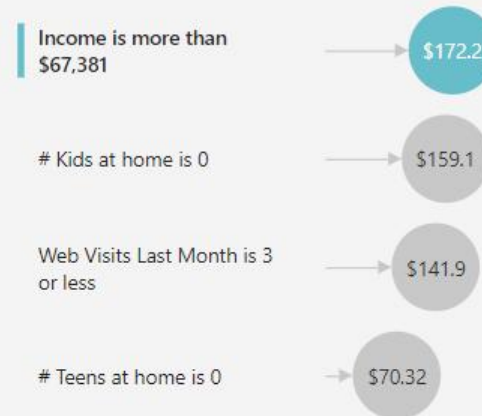 Income is more than
$67,381
$172.2
# Kids at home is 0
$159.1
Web Visits Last Month is 3
or less
$141.9
# Teens at home is 0
$70.32